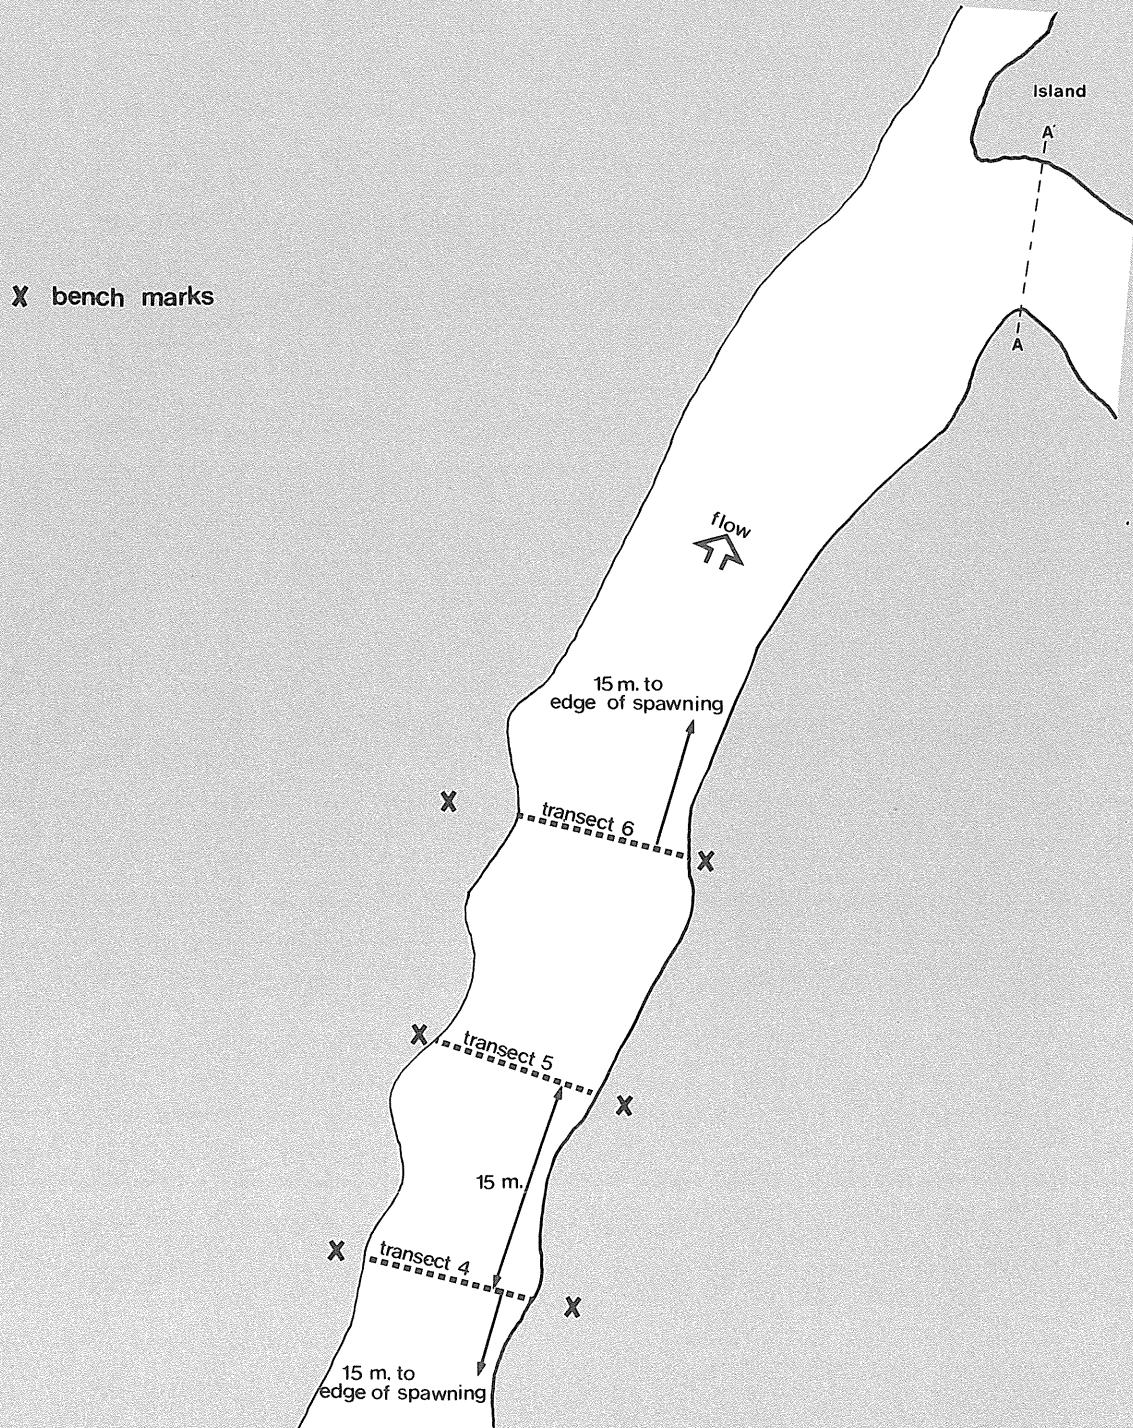 Island
A'
X bench marks
A
flow
15 m. to
edge of spawning
X
transect 6
X
X
transect 5
X
15 m.
X
transect 4
X
15 m. to
edge of spawning